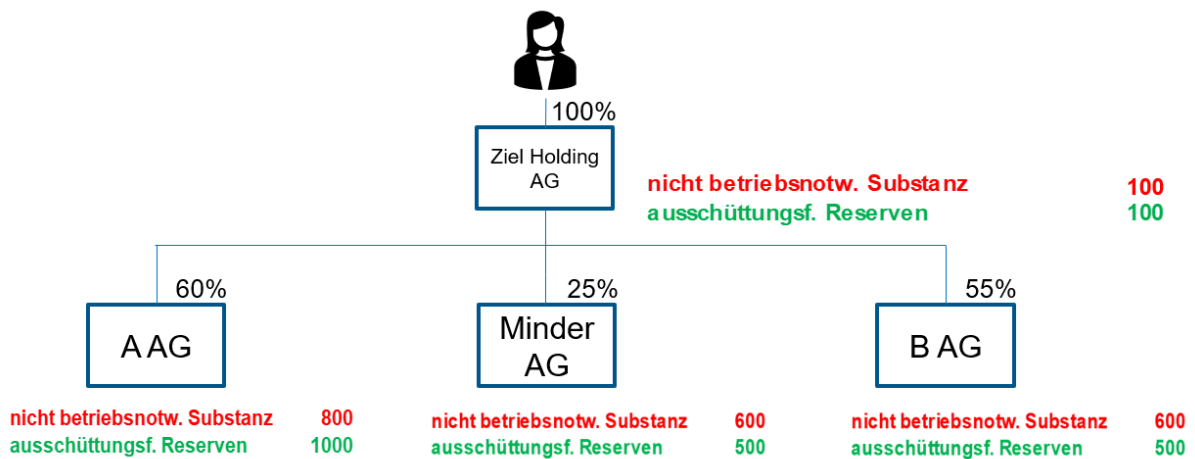 100%
Ziel Holding
AG
nicht betriebsnotw. Substanz 100
ausschüttungsf. Reserven 100
60% 25% 55%
A AG Minder AG B AG
nicht betriebsnotw. Substanz 800
ausschüttungsf. Reserven 1000
nicht betriebsnotw. Substanz 600
ausschüttungsf. Reserven 500
nicht betriebsnotw. Substanz 600
ausschüttungsf. Reserven 500